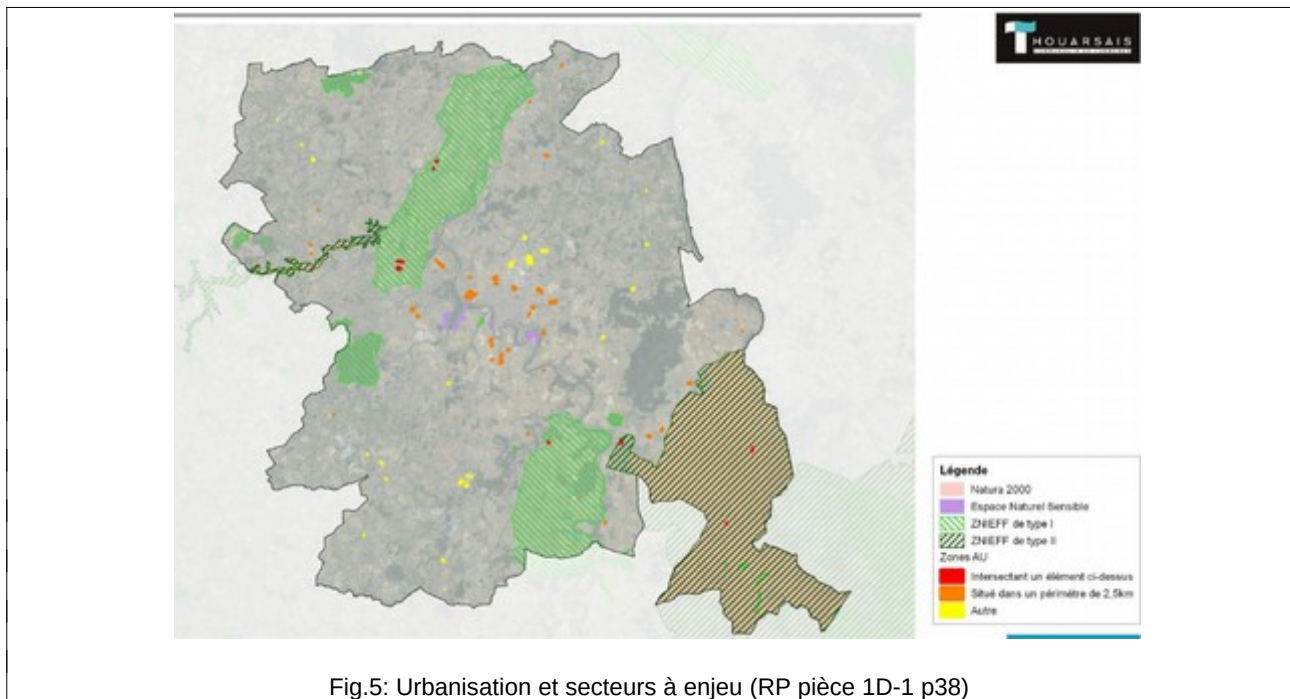 THOUARSAIS
Légende
Natura 2000
Espace Naturel Sensible
ZNIEFF de type I
ZNIEFF de type II
Zones AU
Intersectant un élément ci-dessus
Situé dans un périmètre de 2,5km
Autre
Fig.5: Urbanisation et secteurs à enjeu (RP pièce 1D-1 p38)